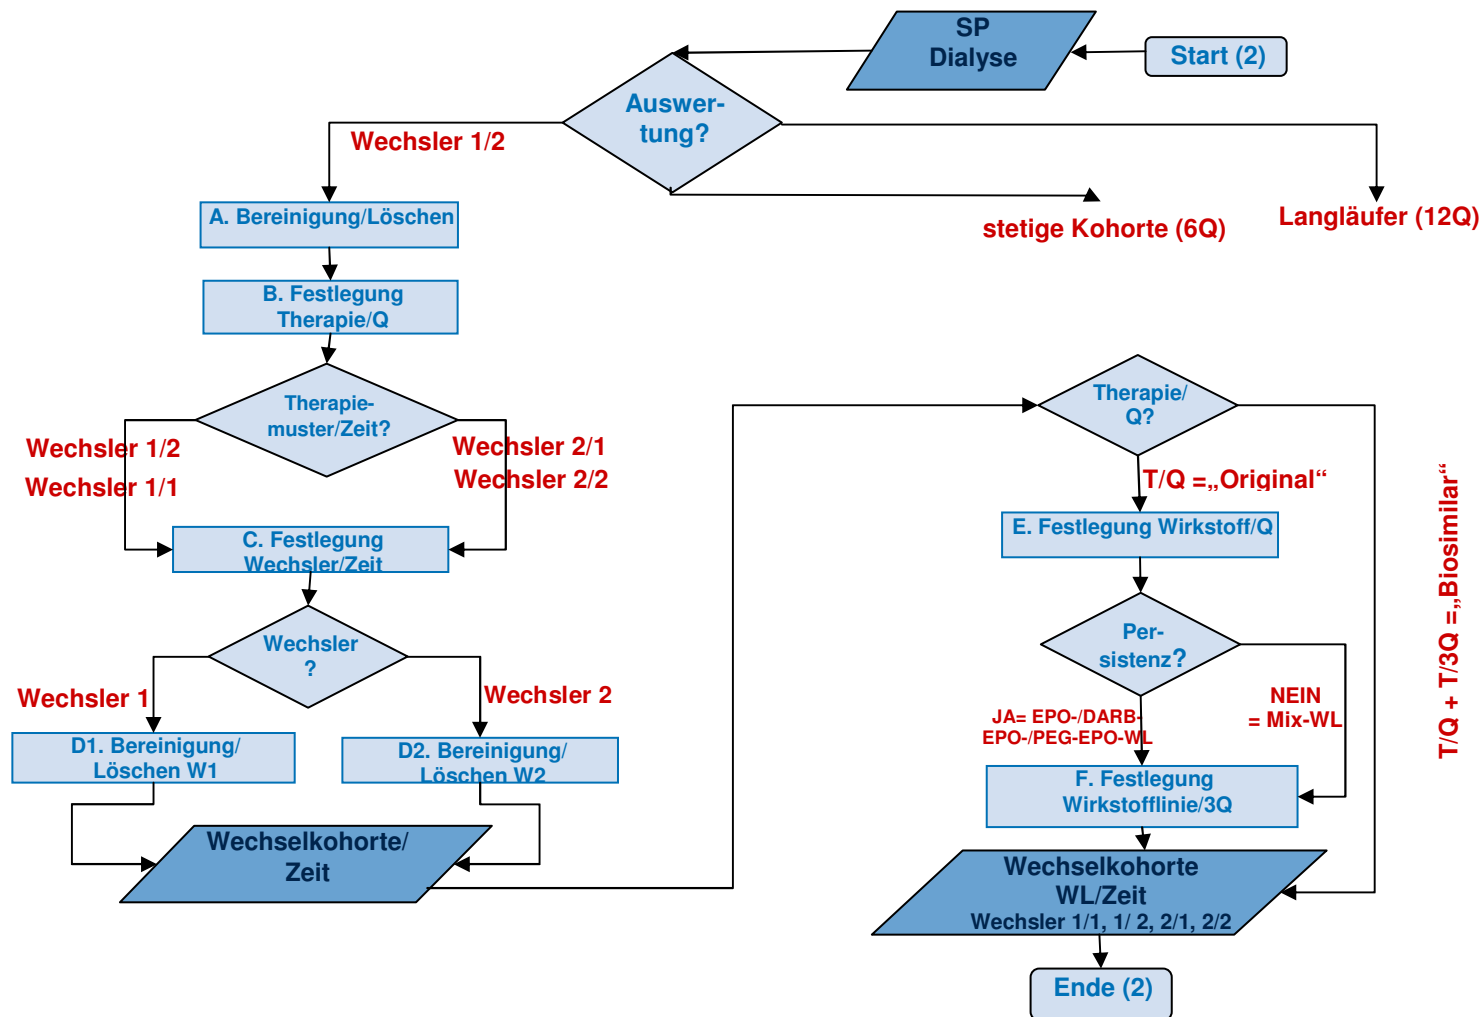 SP
Dialyse
Start (2)
Auswer-
tung?
Wechsler 1/2
stetige Kohorte (6Q)
Langläufer (12Q)
A. Bereinigung/Löschen
B. Festlegung
Therapie/Q
Therapie-
muster/Zeit?
Wechsler 1/2
Wechsler 1/1
Wechsler 2/1
Wechsler 2/2
C. Festlegung
Wechsler/Zeit
Wechsler
?
Wechsler 1
Wechsler 2
D1. Bereinigung/
Löschen W1
D2. Bereinigung/
Löschen W2
Wechselkohorte/
Zeit
Therapie/
Q?
T/Q =„Original“
E. Festlegung Wirkstoff/Q
Per-
sistenz?
JA= EPO-/DARB-
EPO-/PEG-EPO-WL
NEIN
= Mix-WL
T/Q + T/3Q =„Biosimilar“
F. Festlegung
Wirkstofflinie/3Q
Wechselkohorte
WL/Zeit
Wechsler 1/1, 1/ 2, 2/1, 2/2
Ende (2)